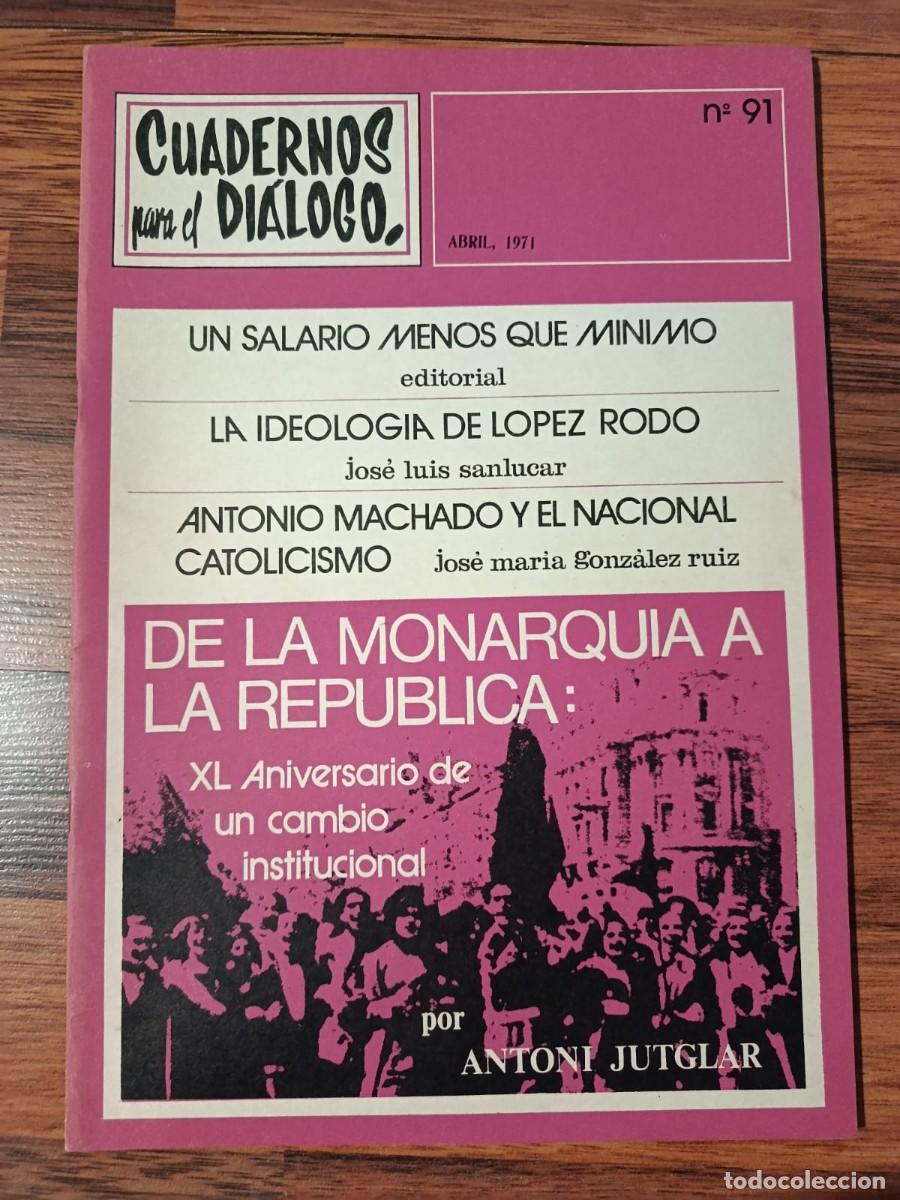 CUADERNOS
para el DIÁLOGO.
nº 91
ABRIL, 1971
UN SALARIO MENOS QUE MINIMO
editorial
LA IDEOLOGIA DE LOPEZ RODO
josé luis sanlucar
ANTONIO MACHADO Y EL NACIONAL
CATOLICISMO josé maria gonzàlez ruiz
DE LA MONARQUIA A
LA REPUBLICA:
XL Aniversario de
un cambio
institucional
por
ANTONI JUTGLAR
todocoleccion